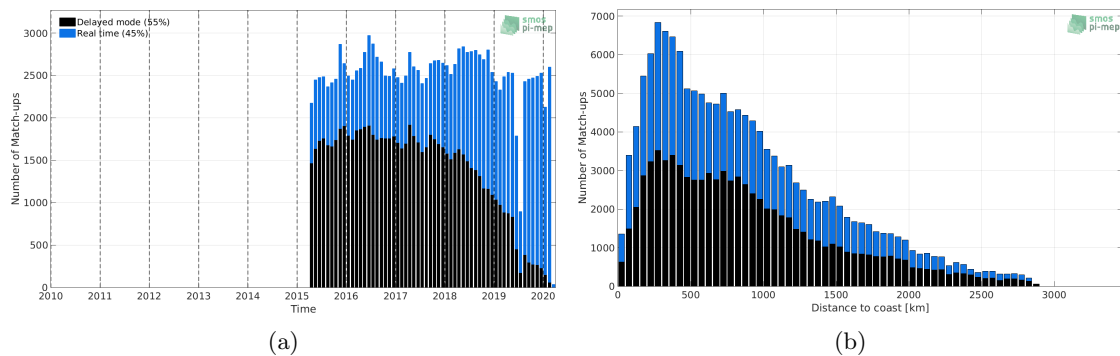 Delayed mode (55%)
Real time (45%)
smos
pi-mep
Number of Match-ups
3000
2500
2000
1500
1000
500
0
2010 2011 2012 2013 2014 2015 2016 2017 2018 2019 2020
Time
(a)
smos
pi-mep
Number of Match-ups
7000
6000
5000
4000
3000
2000
1000
0
0 500 1000 1500 2000 2500 3000
Distance to coast [km]
(b)